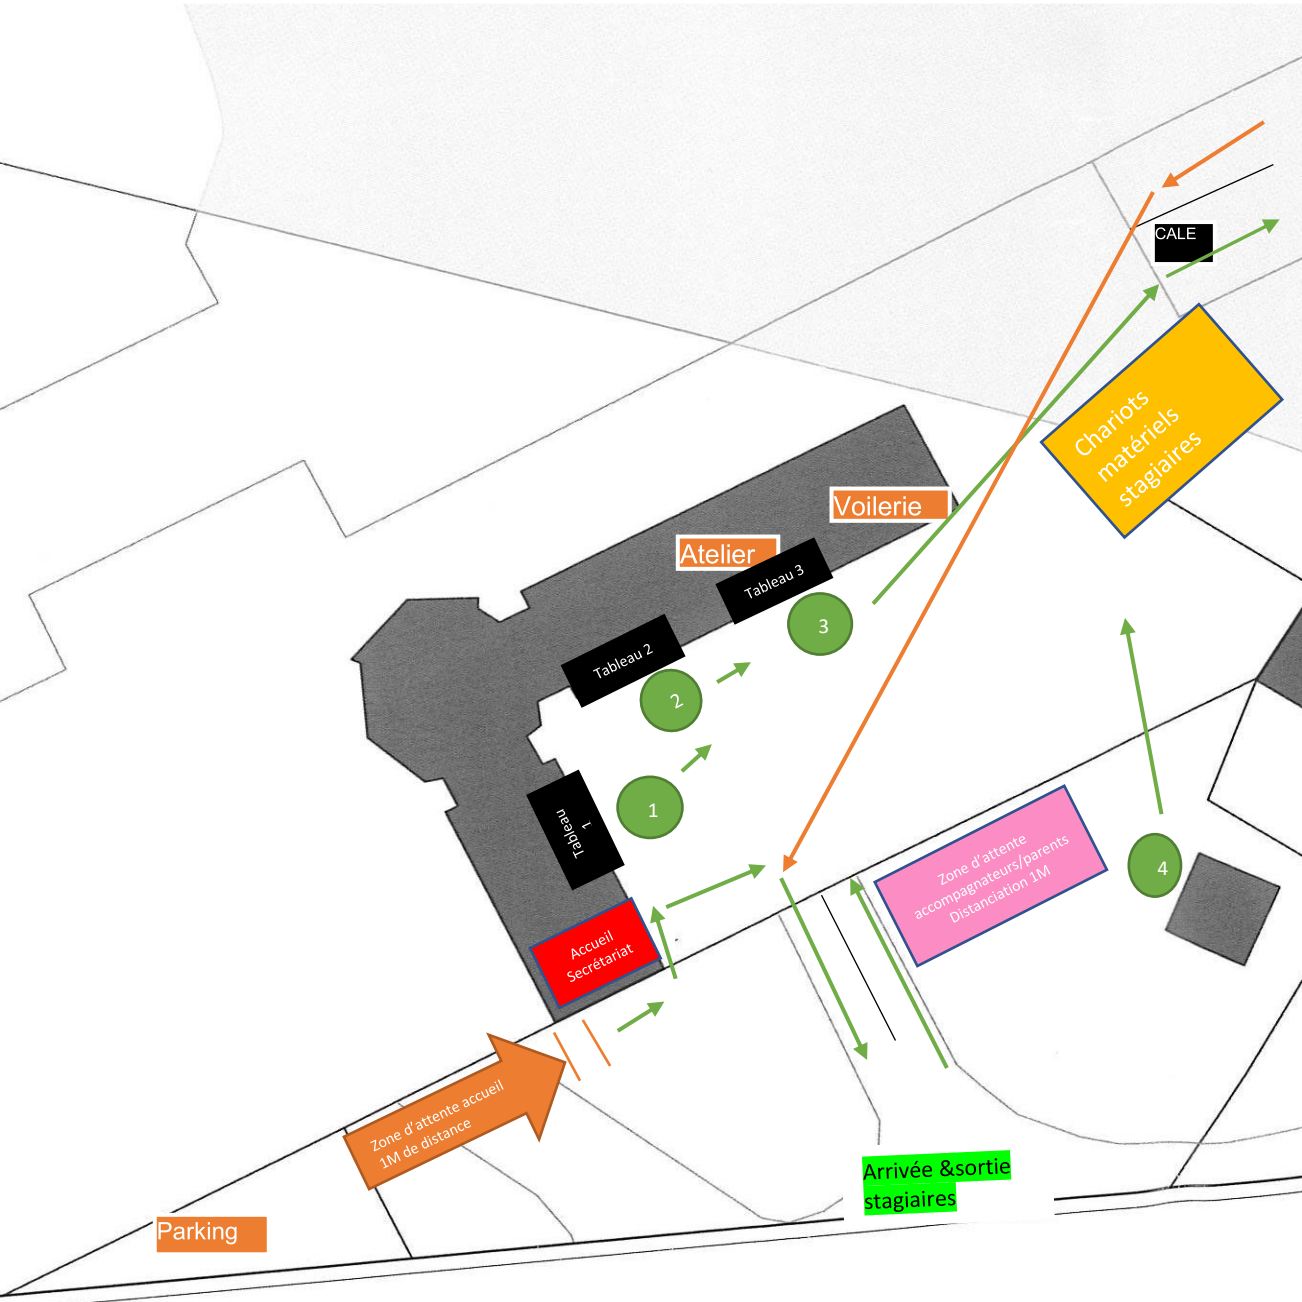 CALE
Chariots
matériels
stagiaires
Voilerie
Atelier
Tableau 3
3
Tableau 2
2
Tableau
1
1
Zone d'attente
accompagnateurs/parents
Distanciation 1M
4
Accueil
Secrétariat
Zone d'attente accueil
1M de distance
Arrivée &sortie
stagiaires
Parking